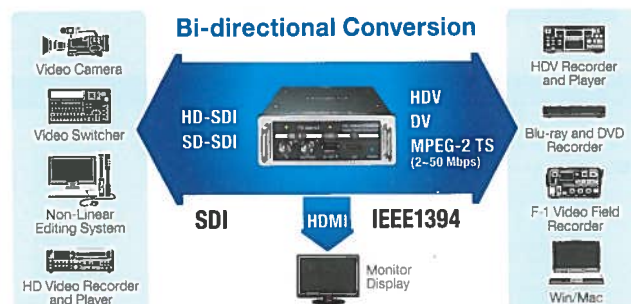 Bi-directional Conversion
Video Camera
Video Switcher
Non-Linear
Editing System
HD Video Recorder
and Player
HD-SDI
SD-SDI
HDV
DV
MPEG-2 TS
(2~50 Mbps)
SDI
HDMI
IEEE1394
Monitor
Display
HDV Recorder
and Player
Blu-ray and DVD
Recorder
F-1 Video Field
Recorder
Win/Mac